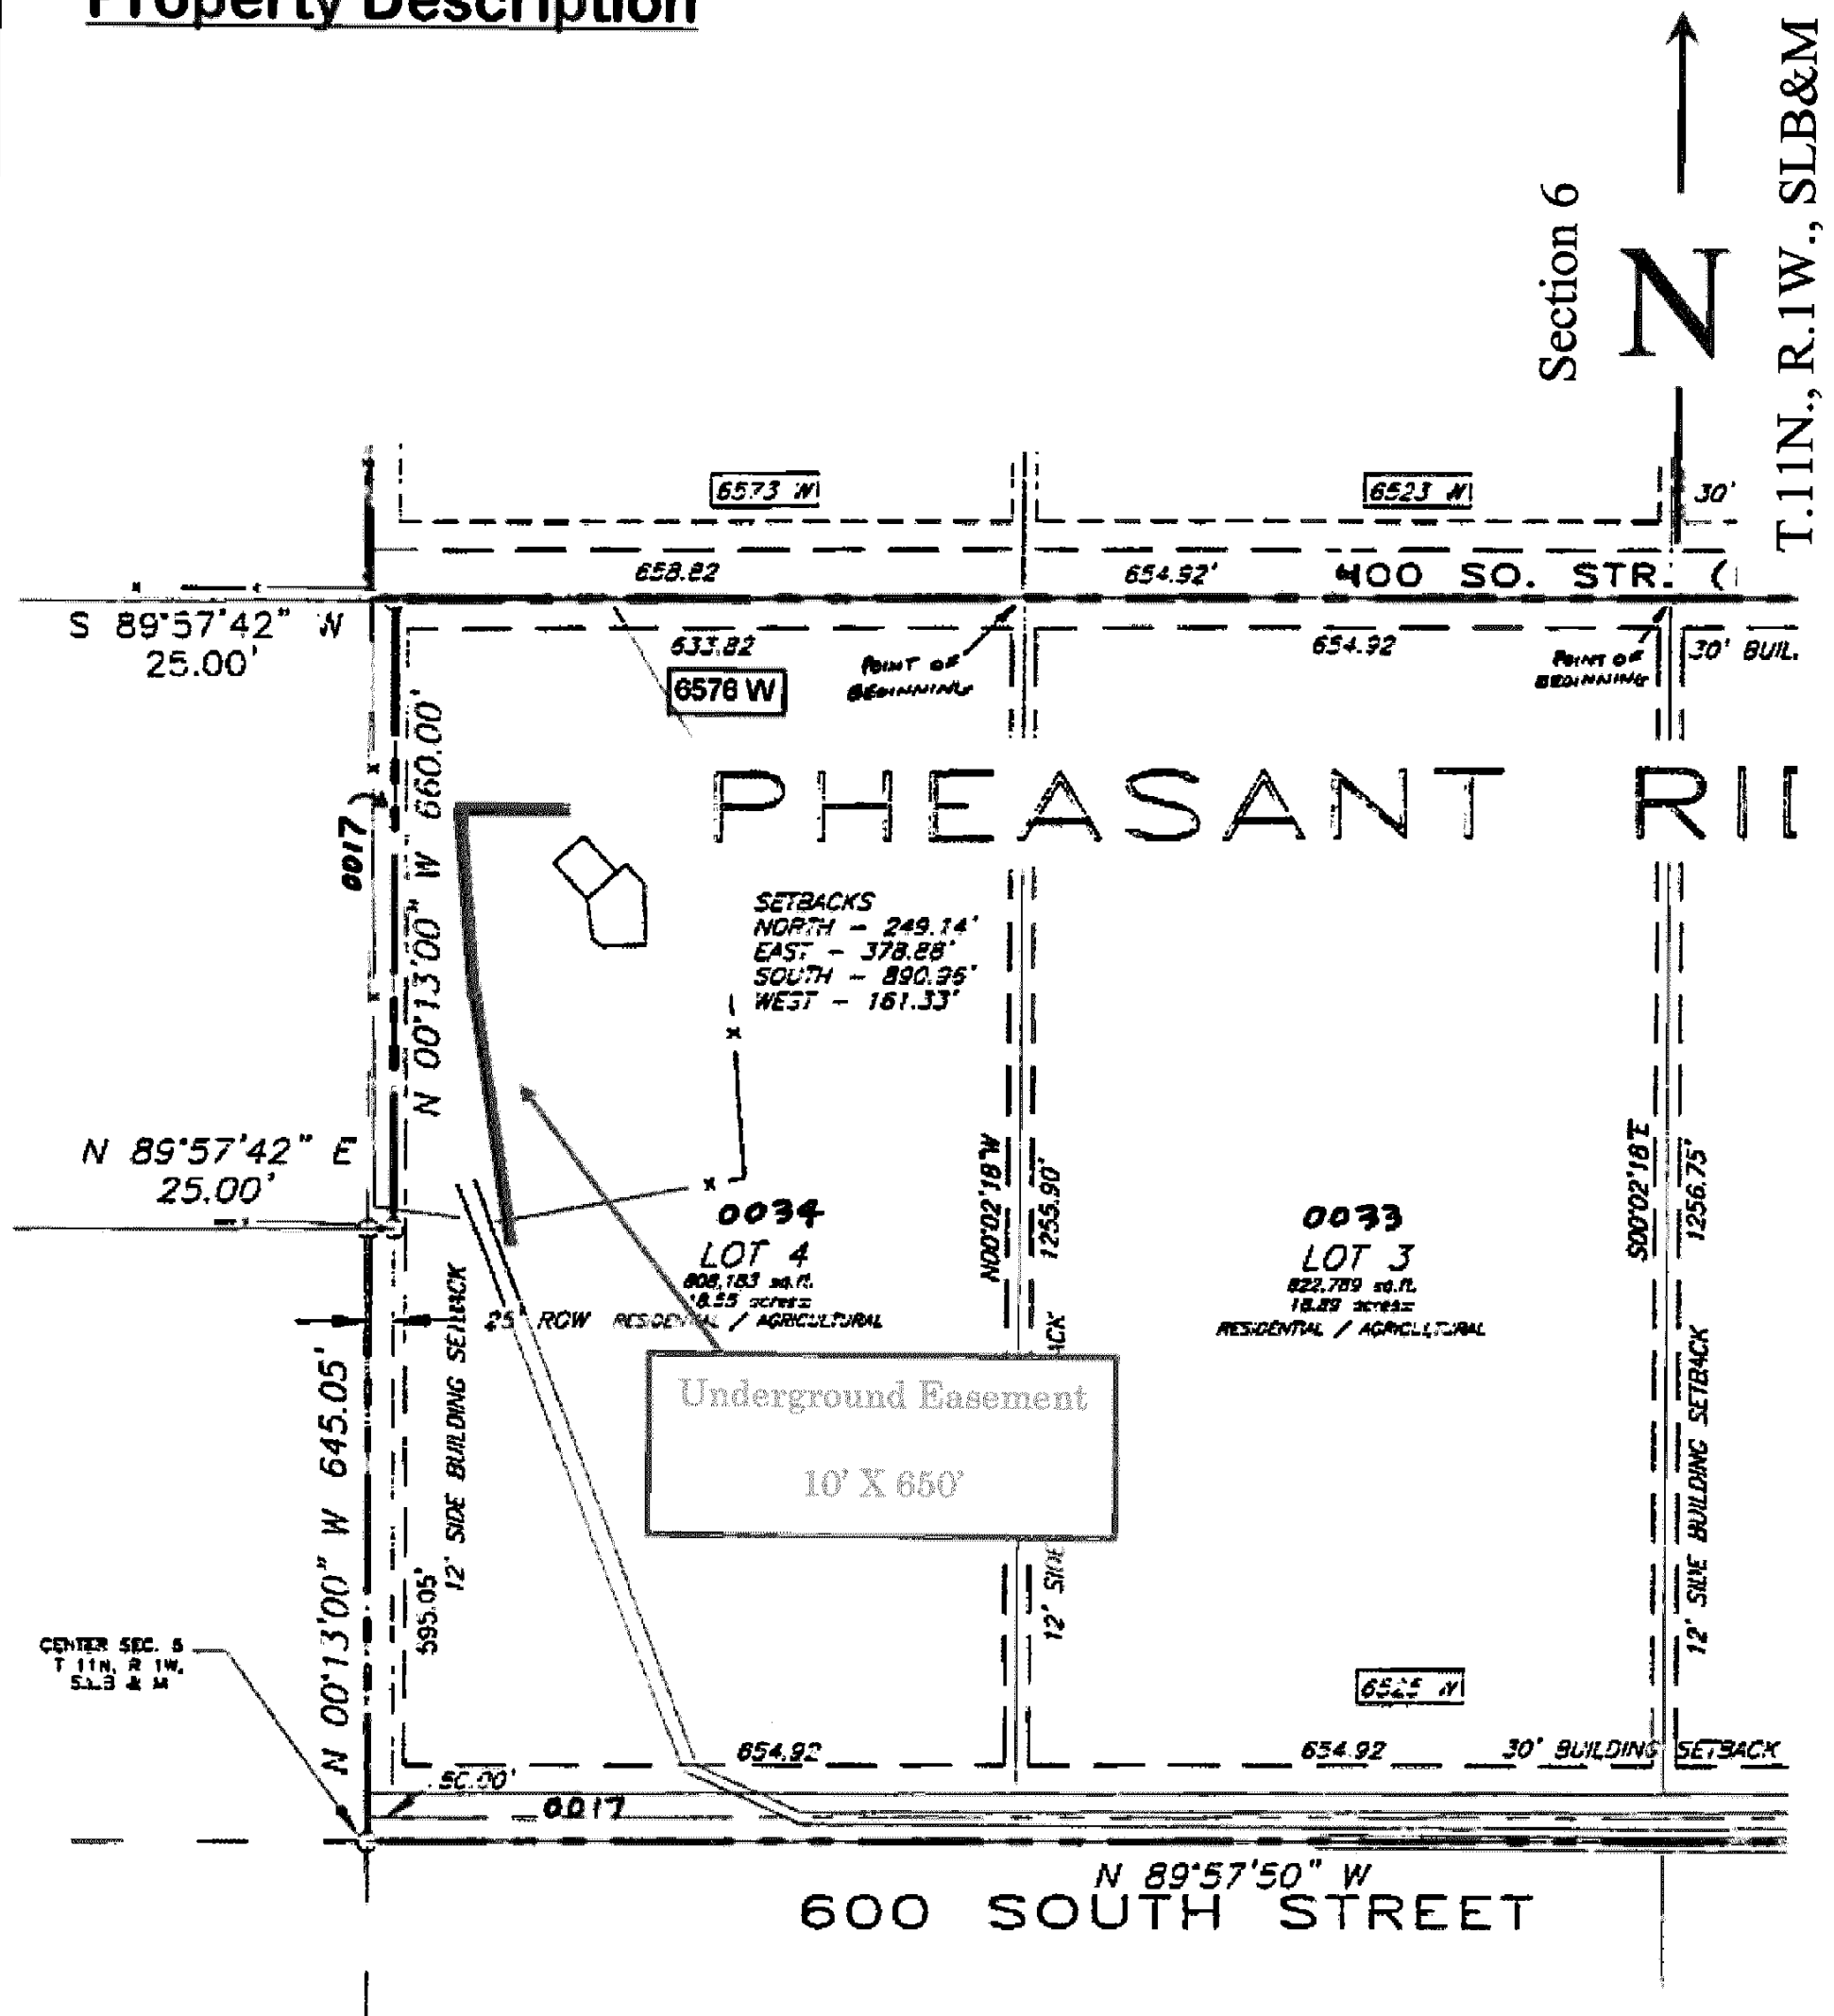 Property Description
Section 6
N
T.11N., R.1W., SLB&M
6573 W
6523 W
30'
658.82
654.92'
400 SO. STR. (
S 89°57'42" W
25.00'
633.82
6576 W
POINT OF
BEGINNING
654.92
POINT OF
BEGINNING
30' BUIL.
0017
N 00°13'00" W 660.00'
PHEASANT RI
SETBACKS
NORTH - 249.14'
EAST - 378.88'
SOUTH - 890.95'
WEST - 161.33'
N 89°57'42" E
25.00'
N00°02'18"W
1255.90'
S00°02'18"E
1256.75'
0034
LOT 4
808,183 sq.ft.
18.55 acres±
25' ROW RESIDENTIAL / AGRICULTURAL
0033
LOT 3
822,789 sq.ft.
18.89 acres±
RESIDENTIAL / AGRICULTURAL
12' SIDE BUILDING SETBACK
ACK
12' SIDE
12' SIDE BUILDING SETBACK
Underground Easement
10' X 650'
N 00°13'00" W 645.05'
595.05'
CENTER SEC. 6
T 11N, R 1W,
S.L.B & M
6525 W
654.92
654.92
30' BUILDING SETBACK
50.00'
0017
N 89°57'50" W
600 SOUTH STREET